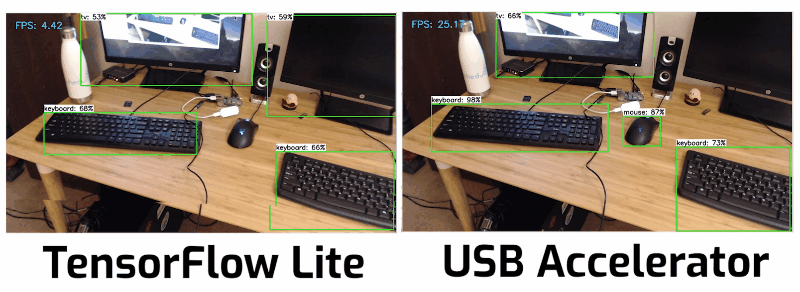 FPS: 4.42
tv: 53%
tv: 59%
keyboard: 68%
keyboard: 66%
TensorFlow Lite
FPS: 25.17
tv: 66%
keyboard: 98%
mouse: 87%
keyboard: 73%
USB Accelerator